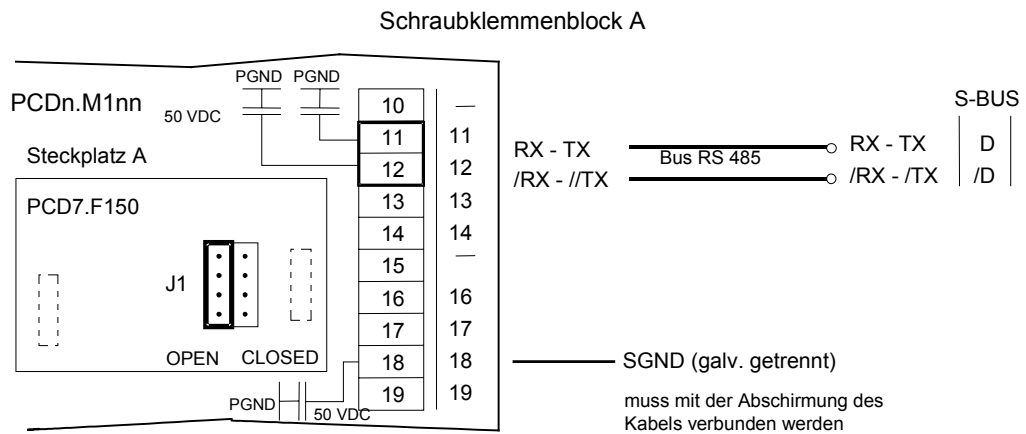 Schraubklemmenblock A
PGND PGND
PCDn.M1nn
50 VDC
Steckplatz A
PCD7.F150
J1
OPEN CLOSED
PGND
50 VDC
10 —
11 11
12 12
13 13
14 14
15 —
16 16
17 17
18 18
19 19
S-BUS
RX - TX Bus RS 485 RX - TX D
/RX - //TX /RX - /TX /D
SGND (galv. getrennt)
muss mit der Abschirmung des
Kabels verbunden werden